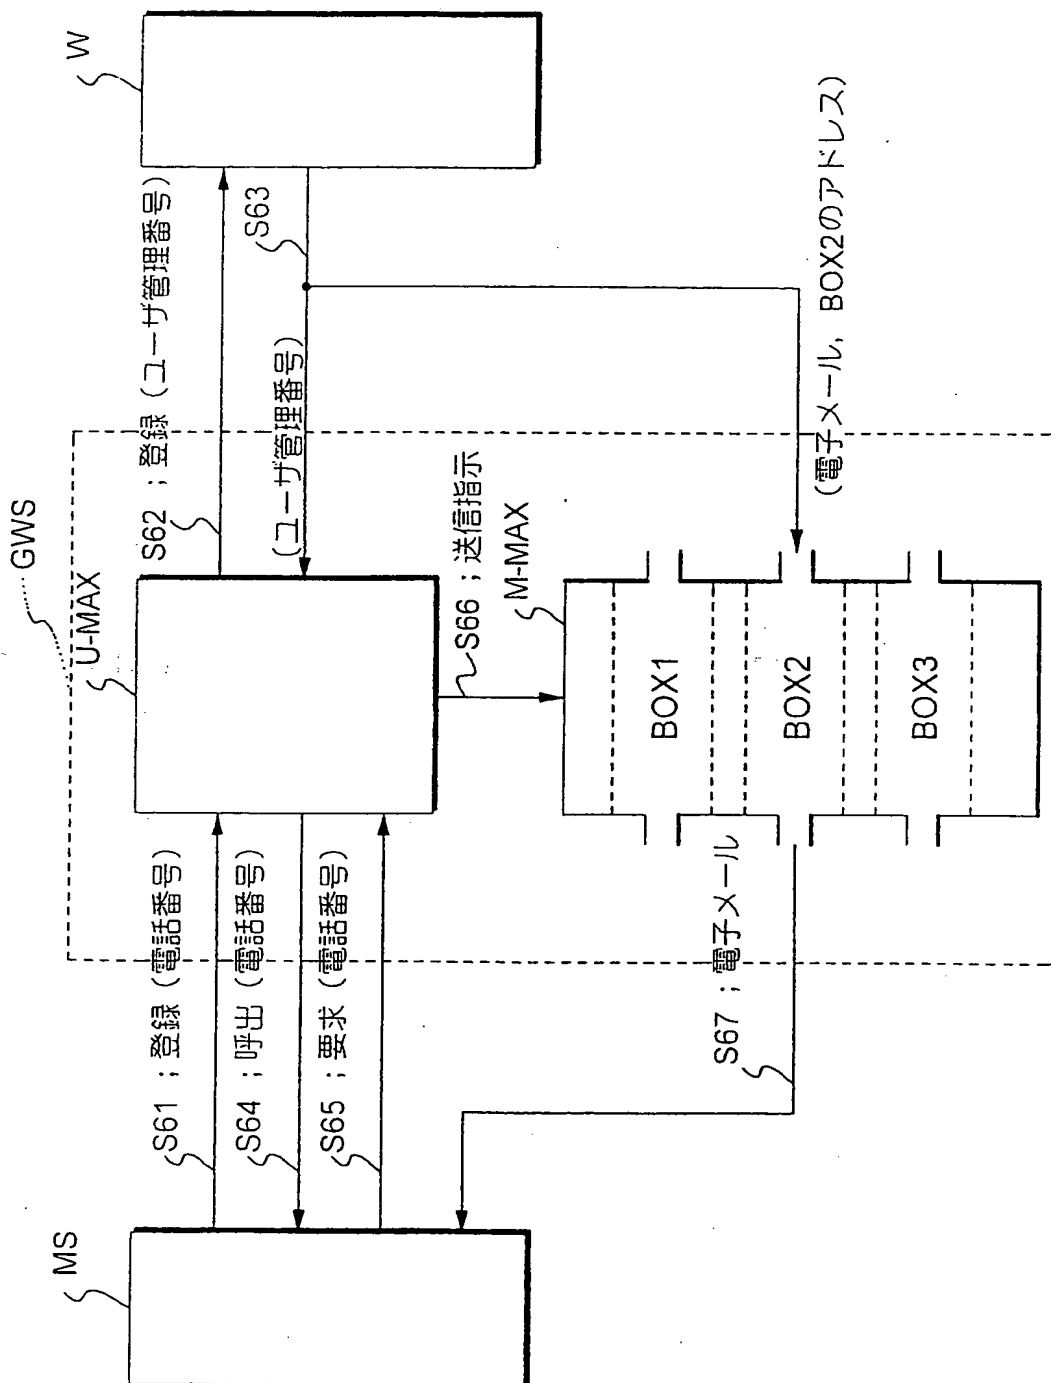 GWS
MS
U-MAX
W
S61 ; 登録 (電話番号)
S64 ; 呼出 (電話番号)
S65 ; 要求 (電話番号)
S62 ; 登録 (ユーザ管理番号)
S63
(ユーザ管理番号)
S66 ; 送信指示
M-MAX
BOX1
BOX2
BOX3
S67 ; 電子メール
(電子メール, BOX2のアドレス)